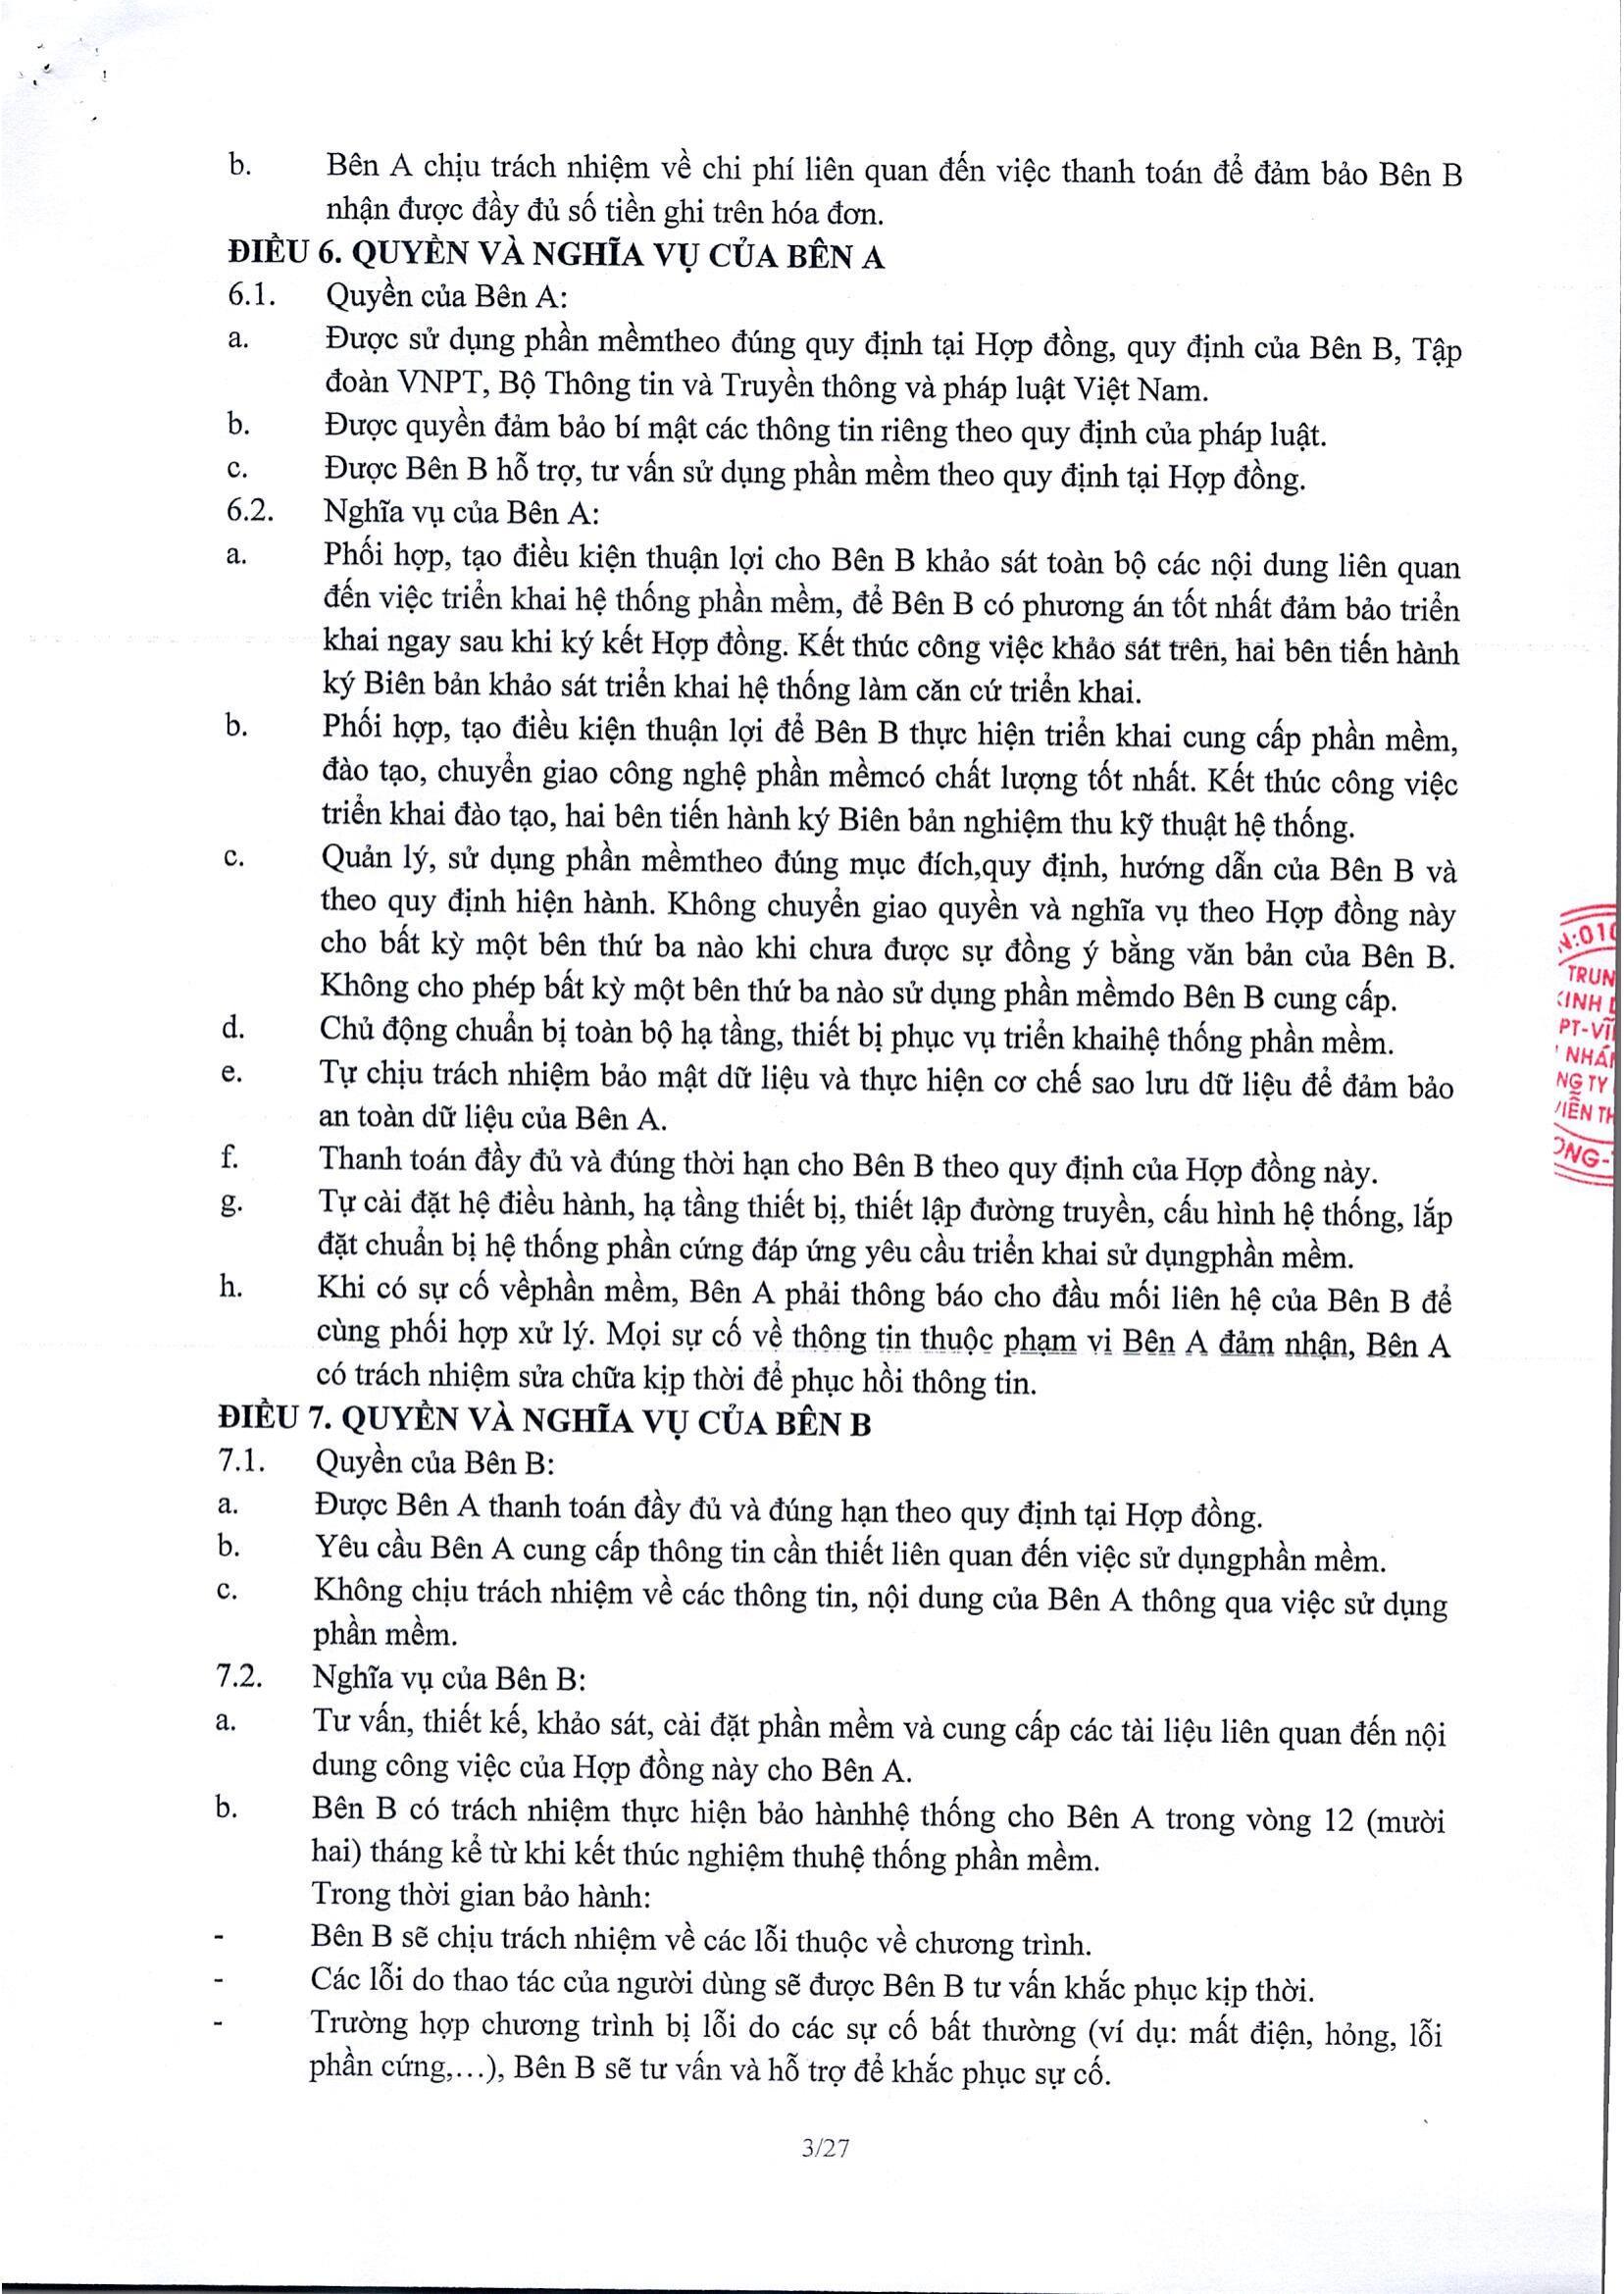 b. Bên A chịu trách nhiệm về chi phí liên quan đến việc thanh toán để đảm bảo Bên B
nhận được đầy đủ số tiền ghi trên hóa đơn.
ĐIỀU 6. QUYỀN VÀ NGHĨA VỤ CỦA BÊN A
6.1. Quyền của Bên A:
a. Được sử dụng phần mềmtheo đúng quy định tại Hợp đồng, quy định của Bên B, Tập
đoàn VNPT, Bộ Thông tin và Truyền thông và pháp luật Việt Nam.
b. Được quyền đảm bảo bí mật các thông tin riêng theo quy định của pháp luật.
c. Được Bên B hỗ trợ, tư vấn sử dụng phần mềm theo quy định tại Hợp đồng.
6.2. Nghĩa vụ của Bên A:
a. Phối hợp, tạo điều kiện thuận lợi cho Bên B khảo sát toàn bộ các nội dung liên quan
đến việc triển khai hệ thống phần mềm, để Bên B có phương án tốt nhất đảm bảo triển
khai ngay sau khi ký kết Hợp đồng. Kết thúc công việc khảo sát trên, hai bên tiến hành
ký Biên bản khảo sát triển khai hệ thống làm căn cứ triển khai.
b. Phối hợp, tạo điều kiện thuận lợi để Bên B thực hiện triển khai cung cấp phần mềm,
đào tạo, chuyển giao công nghệ phần mềmcó chất lượng tốt nhất. Kết thúc công việc
triển khai đào tạo, hai bên tiến hành ký Biên bản nghiệm thu kỹ thuật hệ thống.
c. Quản lý, sử dụng phần mềmtheo đúng mục đích,quy định, hướng dẫn của Bên B và
theo quy định hiện hành. Không chuyển giao quyền và nghĩa vụ theo Hợp đồng này
cho bất kỳ một bên thứ ba nào khi chưa được sự đồng ý bằng văn bản của Bên B.
Không cho phép bất kỳ một bên thứ ba nào sử dụng phần mềmdo Bên B cung cấp.
d. Chủ động chuẩn bị toàn bộ hạ tầng, thiết bị phục vụ triển khaihệ thống phần mềm.
e. Tự chịu trách nhiệm bảo mật dữ liệu và thực hiện cơ chế sao lưu dữ liệu để đảm bảo
an toàn dữ liệu của Bên A.
f. Thanh toán đầy đủ và đúng thời hạn cho Bên B theo quy định của Hợp đồng này.
g. Tự cài đặt hệ điều hành, hạ tầng thiết bị, thiết lập đường truyền, cấu hình hệ thống, lắp
đặt chuẩn bị hệ thống phần cứng đáp ứng yêu cầu triển khai sử dụngphần mềm.
h. Khi có sự cố vềphần mềm, Bên A phải thông báo cho đầu mối liên hệ của Bên B để
cùng phối hợp xử lý. Mọi sự cố về thông tin thuộc phạm vi Bên A đảm nhận, Bên A
có trách nhiệm sửa chữa kịp thời để phục hồi thông tin.
ĐIỀU 7. QUYỀN VÀ NGHĨA VỤ CỦA BÊN B
7.1. Quyền của Bên B:
a. Được Bên A thanh toán đầy đủ và đúng hạn theo quy định tại Hợp đồng.
b. Yêu cầu Bên A cung cấp thông tin cần thiết liên quan đến việc sử dụngphần mềm.
c. Không chịu trách nhiệm về các thông tin, nội dung của Bên A thông qua việc sử dụng
phần mềm.
7.2. Nghĩa vụ của Bên B:
a. Tư vấn, thiết kế, khảo sát, cài đặt phần mềm và cung cấp các tài liệu liên quan đến nội
dung công việc của Hợp đồng này cho Bên A.
b. Bên B có trách nhiệm thực hiện bảo hànhhệ thống cho Bên A trong vòng 12 (mười
hai) tháng kể từ khi kết thúc nghiệm thuhệ thống phần mềm.
Trong thời gian bảo hành:
- Bên B sẽ chịu trách nhiệm về các lỗi thuộc về chương trình.
- Các lỗi do thao tác của người dùng sẽ được Bên B tư vấn khắc phục kịp thời.
- Trường hợp chương trình bị lỗi do các sự cố bất thường (ví dụ: mất điện, hỏng, lỗi
phần cứng,…), Bên B sẽ tư vấn và hỗ trợ để khắc phục sự cố.
N:010
TRUN
KINH
PT-VĨ
NHÁN
NG TY
VIỄN TH
ONG-
3/27